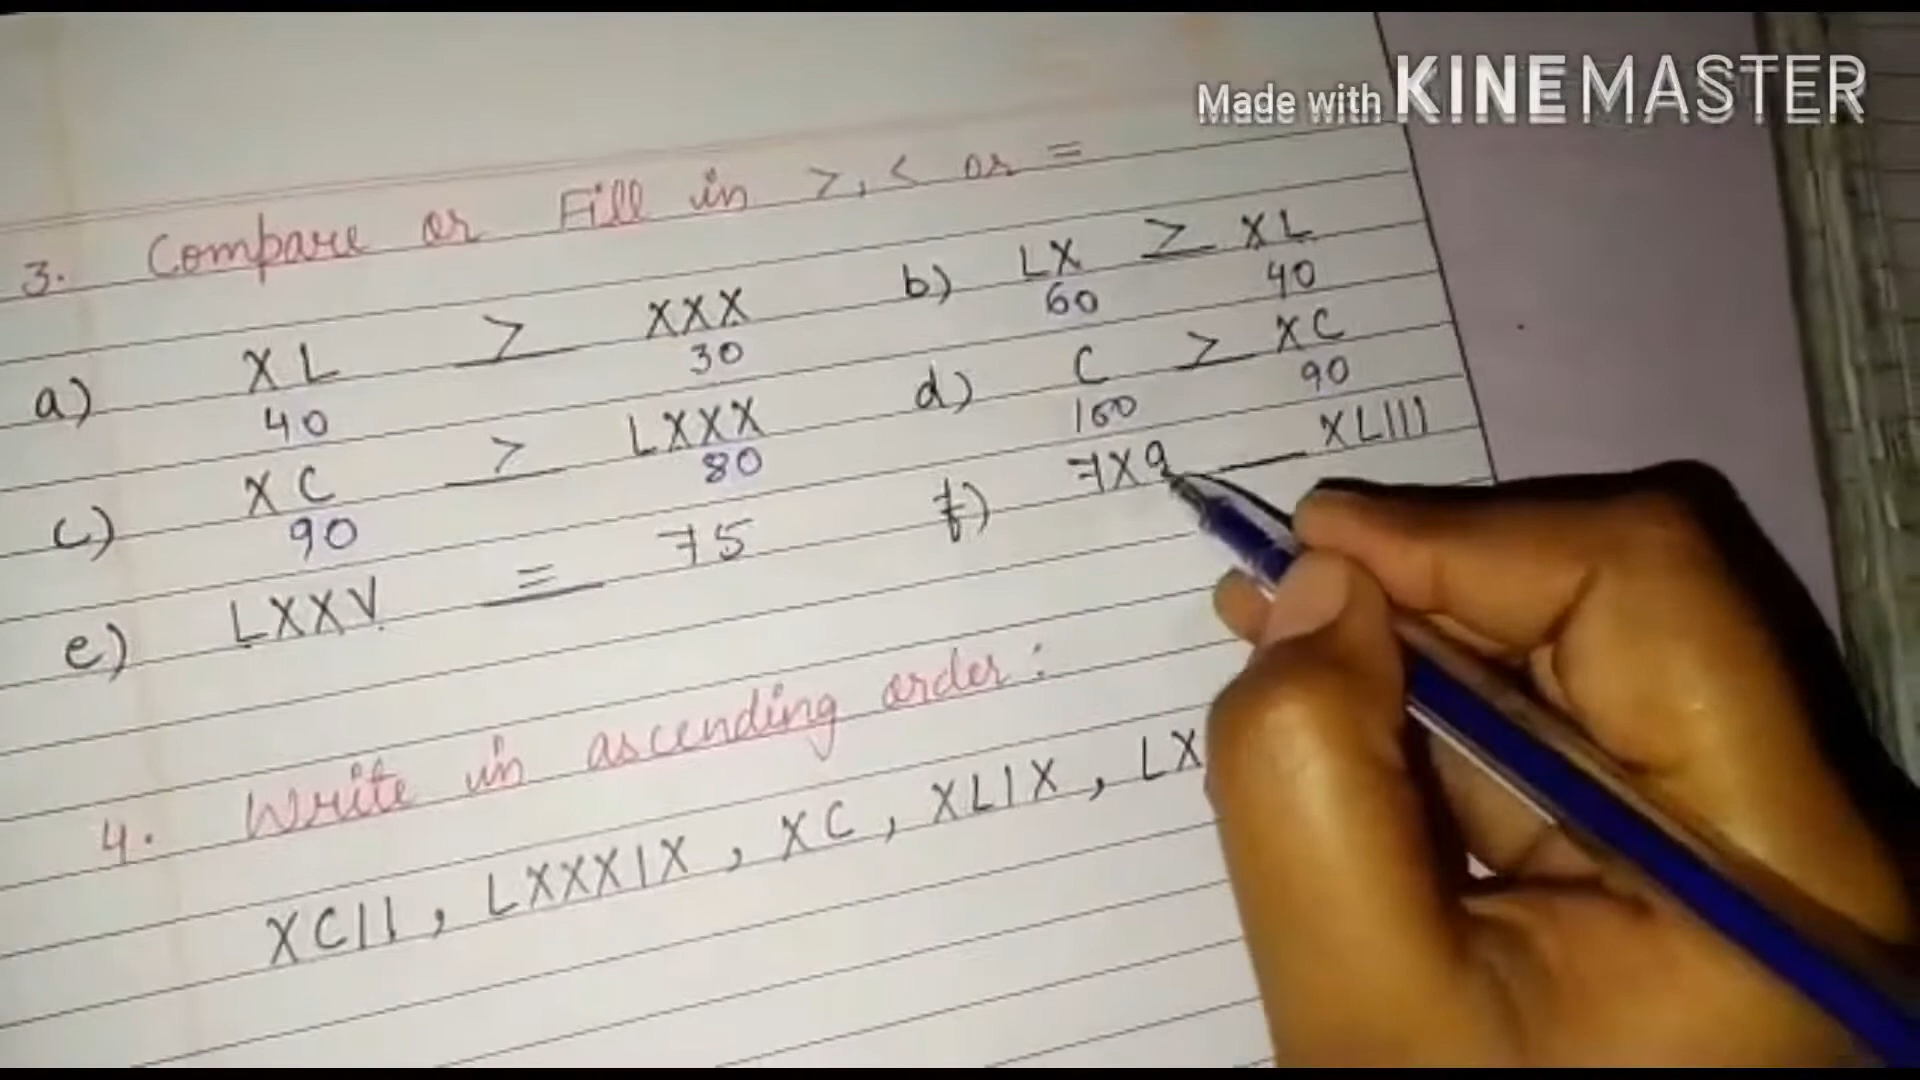 Made with KINEMASTER
3. Compare or Fill in >, < or =
a) XL > XXX b) LX > XL
40 30 60 40
c) XC > LXXX d) C > XC
90 80 100 90
e) LXXV = 75 f) 7X9 __ XLIII
4. Write in ascending order:
XCII, LXXXIX, XC, XLIX, LX